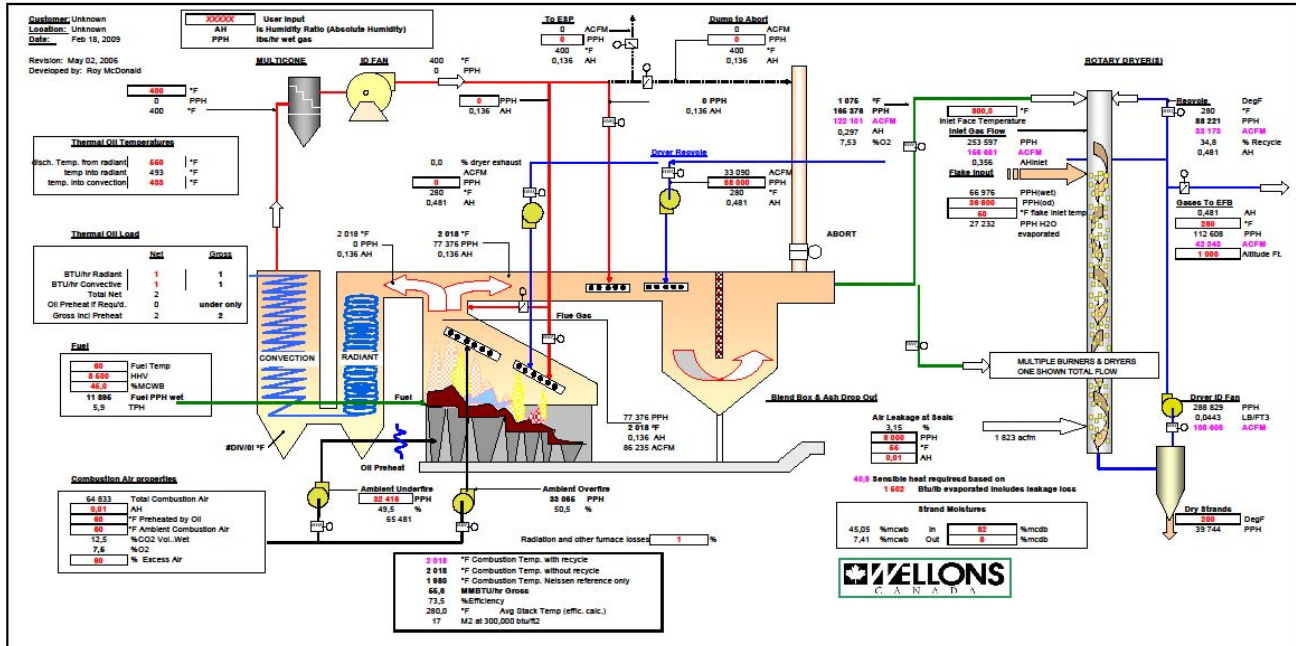 Customer: Unknown
Location: Unknown
Date: Feb 18, 2009
Revision: May 02, 2006
Developed by: Roy McDonald
XXXXX User Input
AH Is Humidity Ratio (Absolute Humidity)
PPH lbs/hr wet gas
MULTICONE
ID FAN
400 °F
0 PPH
400 °F
0 PPH
400 °F
0 PPH
0,136 AH
To ESP
0 ACFM
0 PPH
400 °F
0,136 AH
Dump to Abort
0 ACFM
0 PPH
400 °F
0,136 AH
0 PPH
0,136 AH
Thermal Oil Temperatures
disch. Temp. from radiant 550 °F
temp into radiant 493 °F
temp. into convection 433 °F
Thermal Oil Load
Net Gross
BTU/hr Radiant 1 1
BTU/hr Convective 1 1
Total Net 2
Oil Preheat if Requ'd. 0 under only
Gross Incl Preheat 2 2
Fuel
60 Fuel Temp
8 500 HHV
45,0 %MCWB
Fuel PPH wet
5,9 TPH
#DIV/0! °F
CONVECTION
RADIANT
Oil Preheat
Fuel
2 018 °F
0 PPH
0,136 AH
2 018 °F
77 376 PPH
0,136 AH
Flue Gas
0,0 % dryer exhaust
ACFM
0 PPH
280 °F
0,481 AH
Dryer Recycle
33 090 ACFM
88 000 PPH
280 °F
0,481 AH
ABORT
1 075 °F
165 376 PPH
122 101 ACFM
0,297 AH
7,53 %O2
ROTARY DRYER(S)
800,0 °F
Inlet Face Temperature
Inlet Gas Flow
253 597 PPH
ACFM
0,356 AHinlet
Flake Input
66 976 PPH(wet)
36 800 PPH(od)
°F flake inlet temp
27 232 PPH H2O
evaporated
Recycle DegF
280 °F
88 221 PPH
33 173 ACFM
34,8 % Recycle
0,481 AH
Gases To EFB
0,481 AH
280 °F
112 608 PPH
42 343 ACFM
1 000 Altitude Ft.
MULTIPLE BURNERS & DRYERS
ONE SHOWN TOTAL FLOW
Dryer ID Fan
288 829 PPH
0,0443 LB/FT3
ACFM
1 823 acfm
Blend Box & Ash Drop Out
77 376 PPH
2 018 °F
0,136 AH
86 235 ACFM
Air Leakage at Seals
3,15 %
8 000 PPH
°F
0,01 AH
Sensible heat required based on
1 502 Btu/lb evaporated includes leakage loss
Strand Moistures
45,05 %mcwb In 82 %mcdb
7,41 %mcwb Out 8 %mcdb
Dry Strands
200 DegF
39 744 PPH
Combustion Air properties
64 833 Total Combustion Air
0,01 AH
60 °F Preheated by Oil
60 °F Ambient Combustion Air
12,5 %CO2 Vol..Wet
7,5 %O2
60 % Excess Air
Ambient Underfire
32 416 PPH
49,5 %
65 481
Ambient Overfire
33 065 PPH
50,5 %
Radiation and other furnace losses 1 %
2 018 °F Combustion Temp. with recycle
2 018 °F Combustion Temp. without recycle
1 980 °F Combustion Temp. Neissen reference only
55,6 MMBTU/hr Gross
73,5 %Efficiency
280,0 °F Avg Stack Temp (effic. calc.)
17 M2 at 300,000 btu/ft2
WELLONS
CANADA